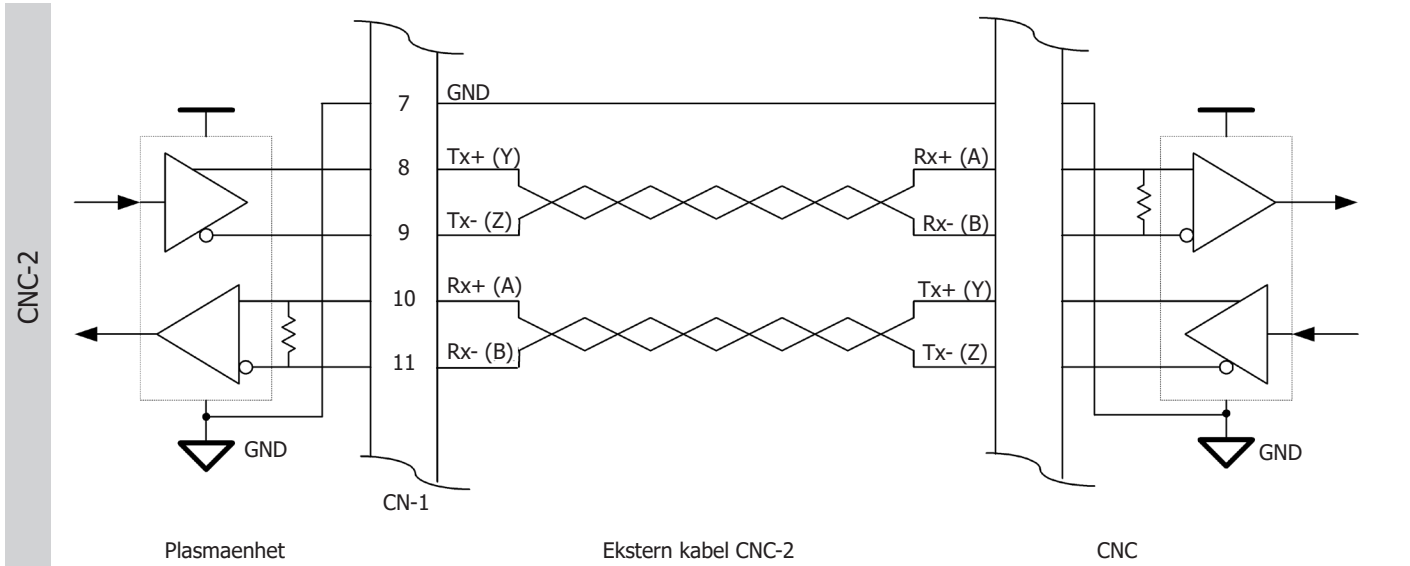 CNC-2
7
GND
8
Tx+ (Y)
Rx+ (A)
9
Tx- (Z)
Rx- (B)
10
Rx+ (A)
Tx+ (Y)
11
Rx- (B)
Tx- (Z)
GND
GND
CN-1
Plasmaenhet
Ekstern kabel CNC-2
CNC